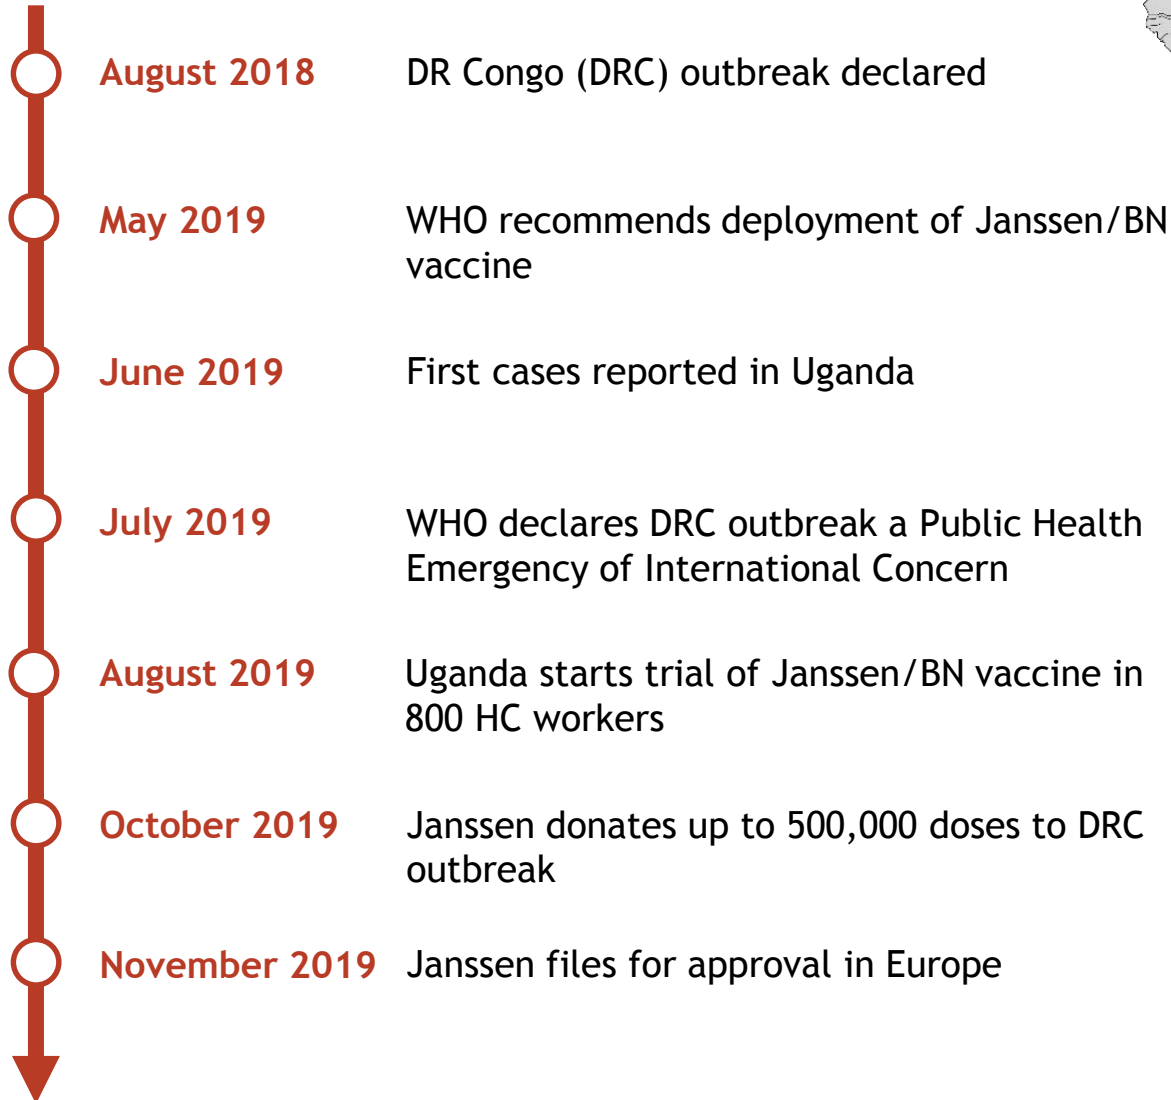 August 2018 DR Congo (DRC) outbreak declared
May 2019 WHO recommends deployment of Janssen/BN
vaccine
June 2019 First cases reported in Uganda
July 2019 WHO declares DRC outbreak a Public Health
Emergency of International Concern
August 2019 Uganda starts trial of Janssen/BN vaccine in
800 HC workers
October 2019 Janssen donates up to 500,000 doses to DRC
outbreak
November 2019 Janssen files for approval in Europe